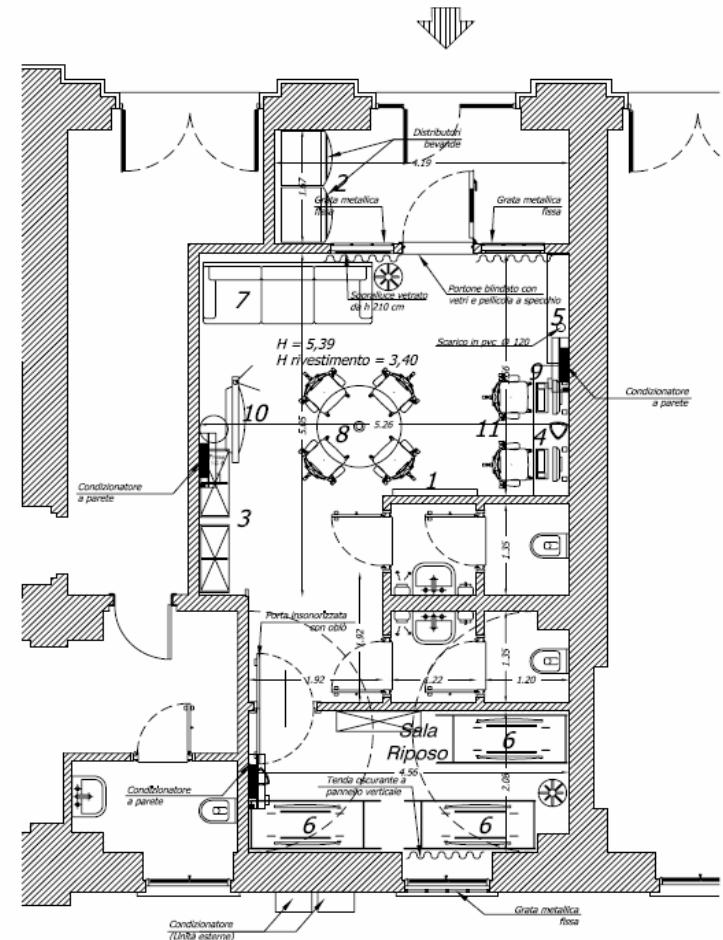 Distributori
bevande
4.19
1.67
2
Grata metallica
fissa
Grata metallica
fissa
7
Sopralluce vetrato
da h 210 cm
Portone blindato con
vetri e pellicola a specchio
5
Scarico in pvc Ø 120
H = 5,39
H rivestimento = 3,40
9
Condizionatore
a parete
10
8
5.26
11
4
5.65
Condizionatore
a parete
3
1
1.35
Porta insonorizzata
con oblò
1.92
1.35
1.92
1.22
1.20
Sala
Riposo
6
4.56
2.08
Tenda oscurante a
pannello verticale
Condizionatore
a parete
6
6
Grata metallica
fissa
Condizionatore
(Unità esterne)